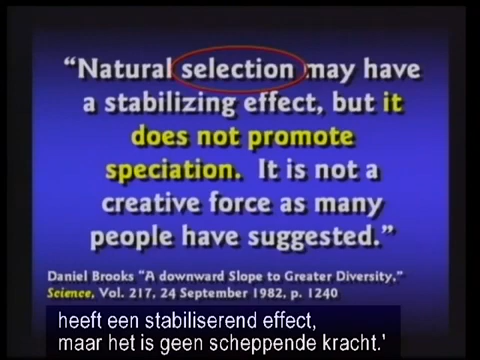 “Natural selection may have
a stabilizing effect, but it
does not promote
speciation. It is not a
creative force as many
people have suggested.”
Daniel Brooks "A downward Slope to Greater Diversity,"
Science, Vol. 217, 24 September 1982, p. 1240
heeft een stabiliserend effect,
maar het is geen scheppende kracht.'